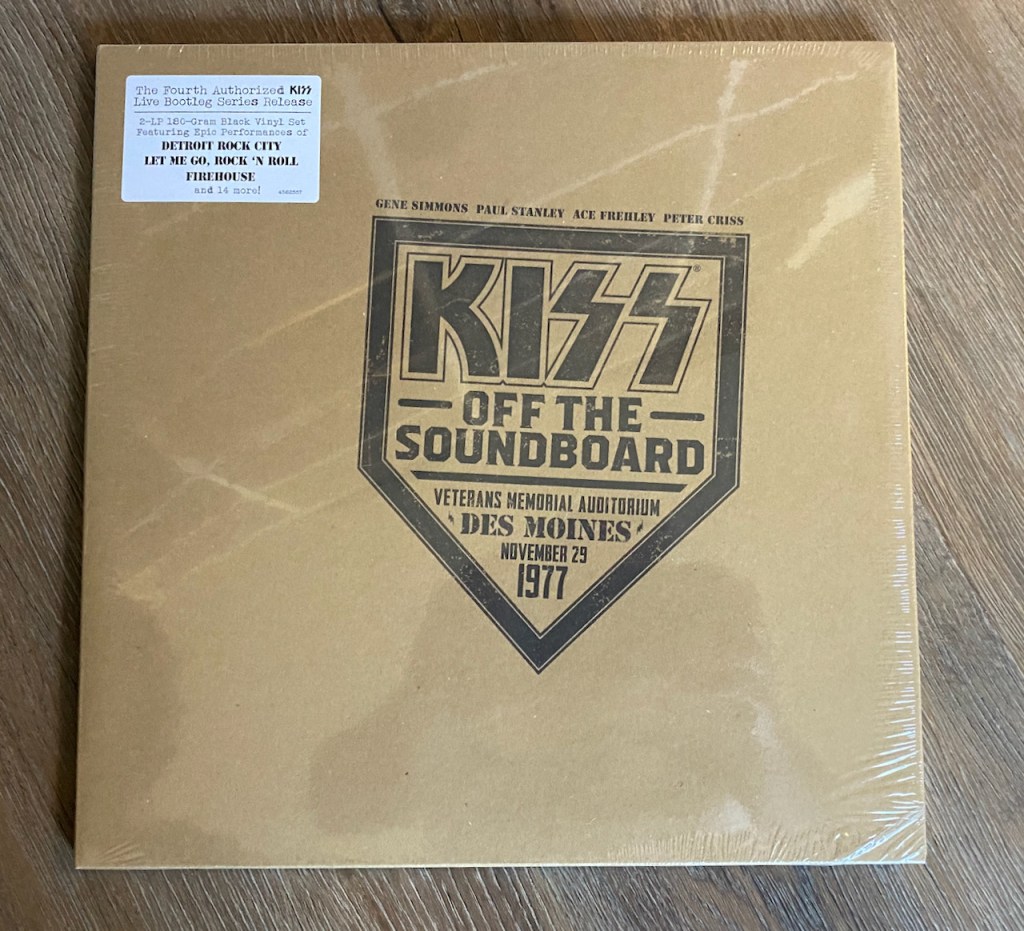 The Fourth Authorized KISS
Live Bootleg Series Release
2-LP 180-Gram Black Vinyl Set
Featuring Epic Performances of
DETROIT ROCK CITY
LET ME GO, ROCK 'N ROLL
FIREHOUSE
and 14 more!
GENE SIMMONS PAUL STANLEY ACE FREHLEY PETER CRISS
KISS®
OFF THE
SOUNDBOARD
VETERANS MEMORIAL AUDITORIUM
DES MOINES
NOVEMBER 29
1977